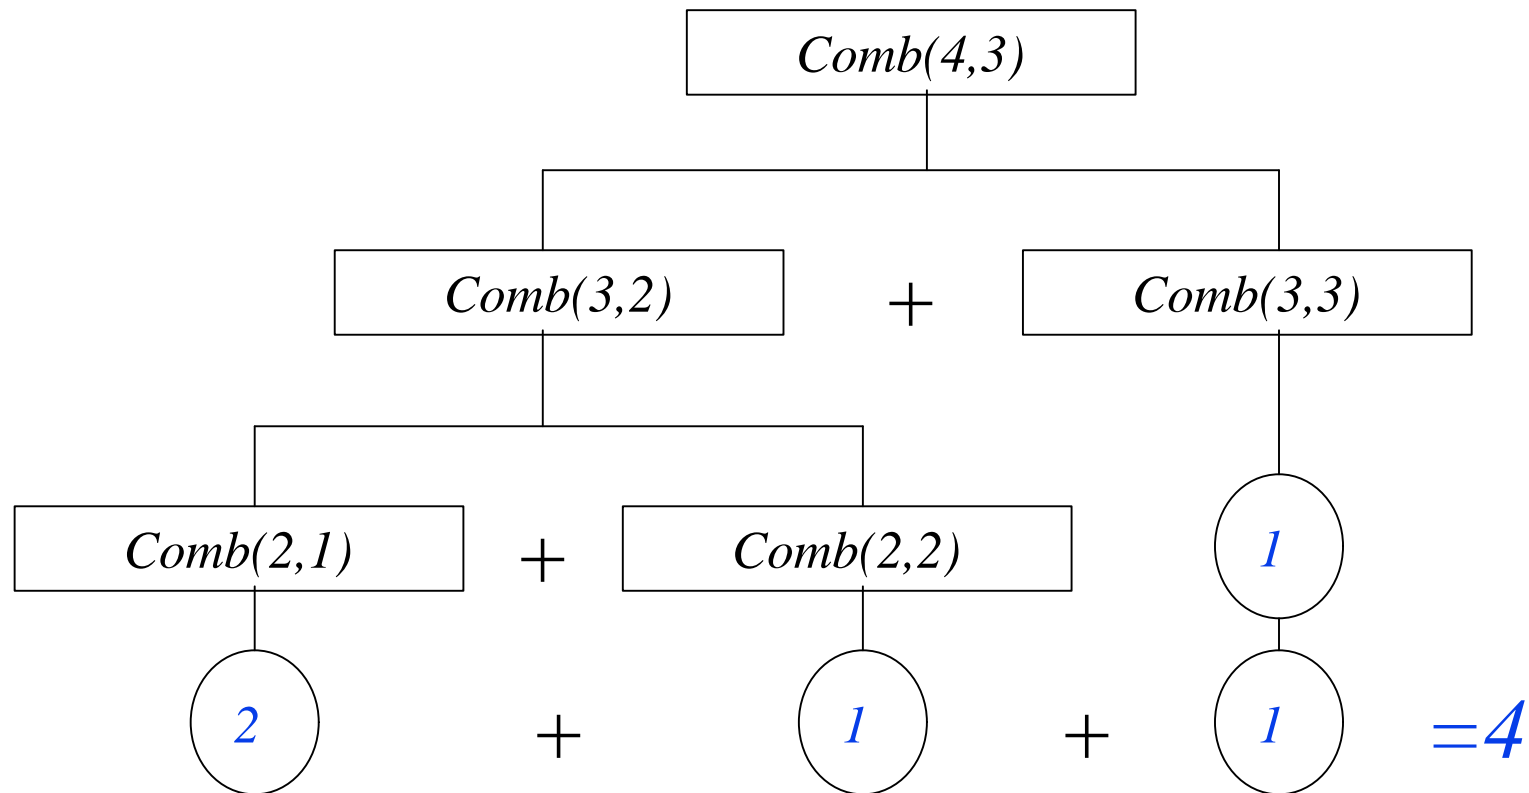 Comb(4,3)
Comb(3,2) + Comb(3,3)
Comb(2,1) + Comb(2,2) 1
2 + 1 + 1 =4